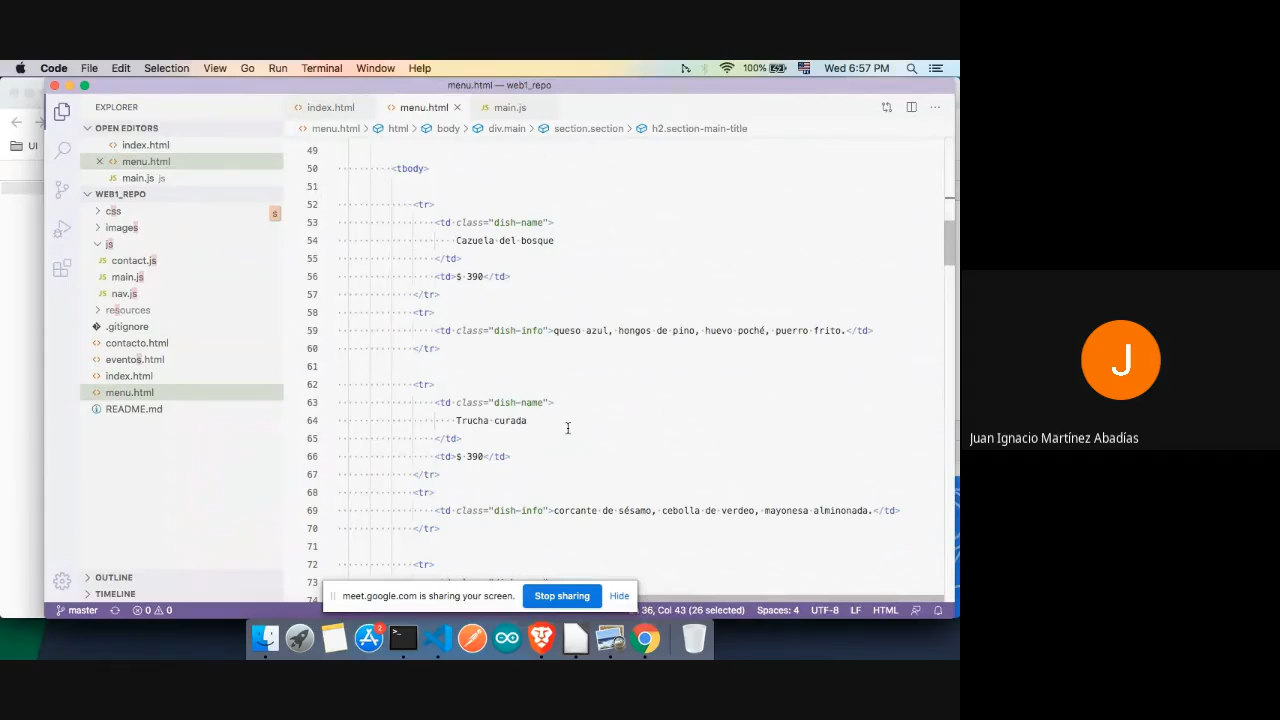 Code File Edit Selection View Go Run Terminal Window Help 100% Wed 6:57 PM
menu.html — web1_repo
EXPLORER
index.html menu.html main.js
OPEN EDITORS
menu.html > html > body > div.main > section.section > h2.section-main-title
index.html
menu.html
main.js js
WEB1_REPO
css
images
js
contact.js
main.js
nav.js
resources
.gitignore
contacto.html
eventos.html
index.html
menu.html
README.md
OUTLINE
TIMELINE
UI
s
49
50 <tbody>
51
52 <tr>
53 <td class="dish-name">
54 Cazuela del bosque
55 </td>
56 <td>$ 390</td>
57 </tr>
58 <tr>
59 <td class="dish-info">queso azul, hongos de pino, huevo poché, puerro frito.</td>
60 </tr>
61
62 <tr>
63 <td class="dish-name">
64 Trucha curada
65 </td>
66 <td>$ 390</td>
67 </tr>
68 <tr>
69 <td class="dish-info">corcante de sésamo, cebolla de verdeo, mayonesa alminonada.</td>
70 </tr>
71
72 <tr>
73
meet.google.com is sharing your screen. Stop sharing Hide
master 0 0 36, Col 43 (26 selected) Spaces: 4 UTF-8 LF HTML
J
Juan Ignacio Martínez Abadías